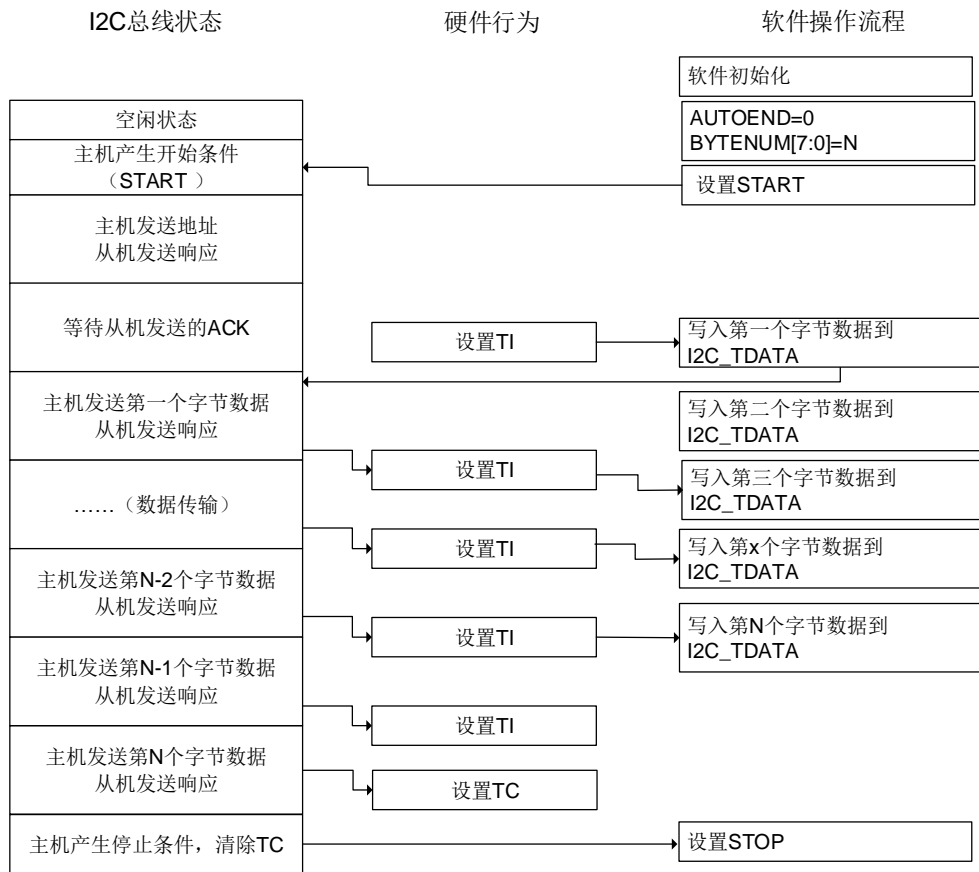 I2C总线状态
硬件行为
软件操作流程
软件初始化
空闲状态
AUTOEND=0
BYTENUM[7:0]=N
主机产生开始条件
（START ）
设置START
主机发送地址
从机发送响应
等待从机发送的ACK
设置TI
写入第一个字节数据到
I2C_TDATA
主机发送第一个字节数据
从机发送响应
写入第二个字节数据到
I2C_TDATA
设置TI
写入第三个字节数据到
I2C_TDATA
……（数据传输）
设置TI
写入第x个字节数据到
I2C_TDATA
主机发送第N-2个字节数据
从机发送响应
设置TI
写入第N个字节数据到
I2C_TDATA
主机发送第N-1个字节数据
从机发送响应
设置TI
主机发送第N个字节数据
从机发送响应
设置TC
主机产生停止条件，清除TC
设置STOP